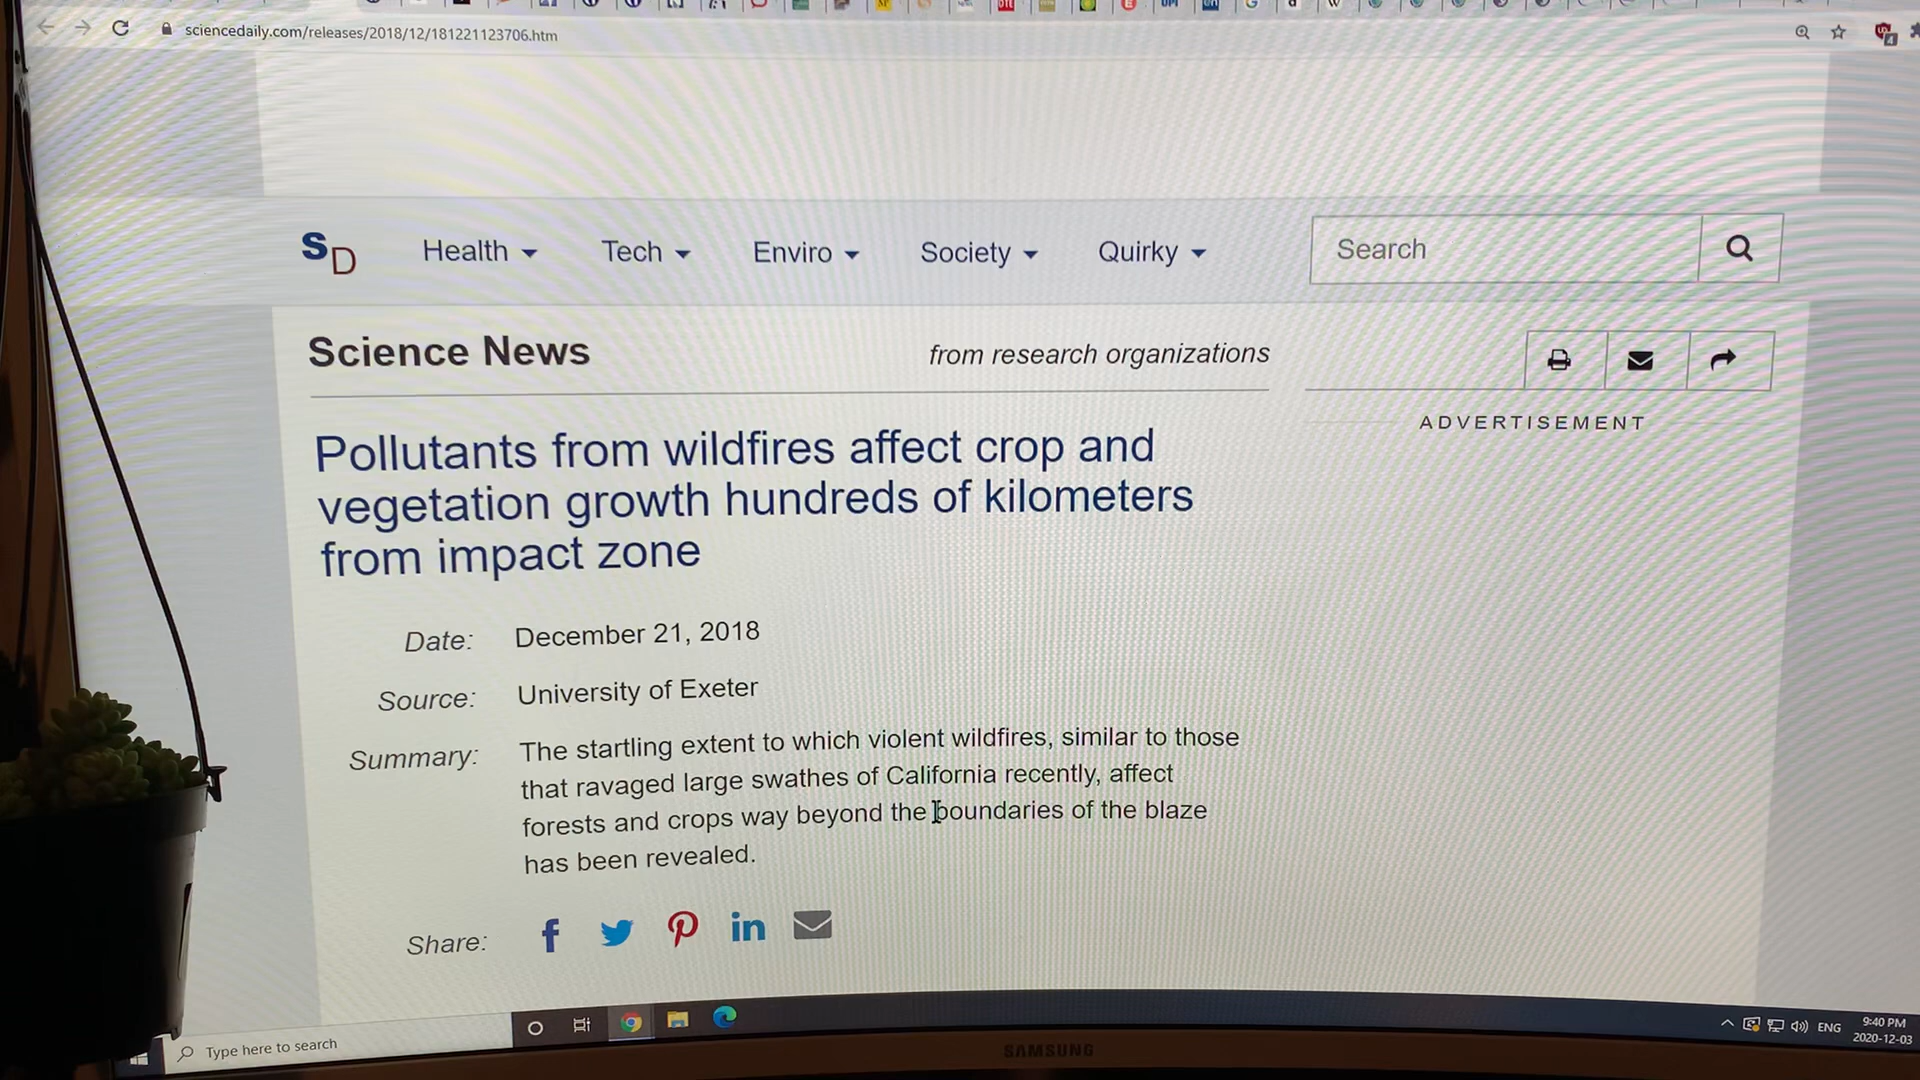 sciencedaily.com/releases/2018/12/181221123706.htm
SD
Health
Tech
Enviro
Society
Quirky
Search
Science News
from research organizations
ADVERTISEMENT
Pollutants from wildfires affect crop and
vegetation growth hundreds of kilometers
from impact zone
Date: December 21, 2018
Source: University of Exeter
Summary: The startling extent to which violent wildfires, similar to those
that ravaged large swathes of California recently, affect
forests and crops way beyond the boundaries of the blaze
has been revealed.
Share:
Type here to search
ENG
9:40 PM
2020-12-03
SAMSUNG